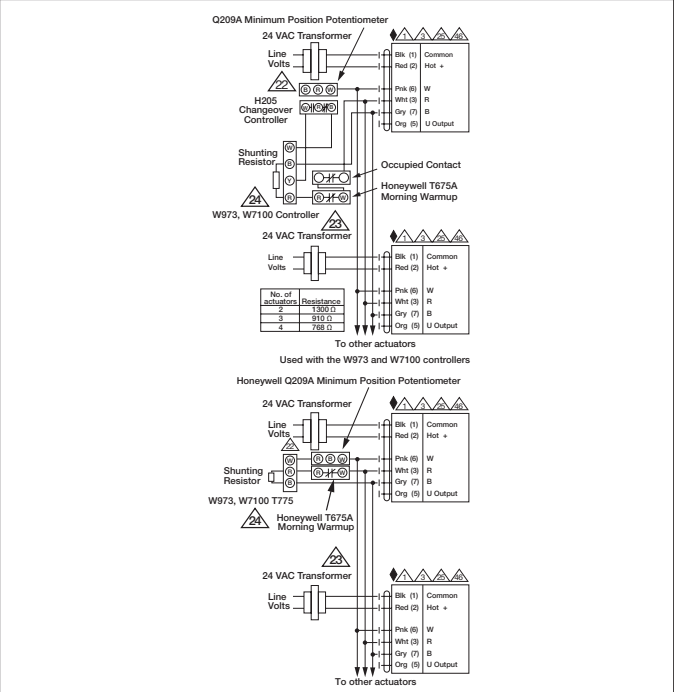 Q209A Minimum Position Potentiometer
24 VAC Transformer
Line
Volts
1 3 25 46
Blk (1) Common
Red (2) Hot +
Pnk (6) W
Wht (3) R
Gry (7) B
Org (5) U Output
22
B R W
H205
Changeover
Controller
W R B
Shunting
Resistor
W
B
Y
R
Occupied Contact
R W
Honeywell T675A
Morning Warmup
24
W973, W7100 Controller
23
24 VAC Transformer
Line
Volts
1 3 25 46
Blk (1) Common
Red (2) Hot +
Pnk (6) W
Wht (3) R
Gry (7) B
Org (5) U Output
No. of
actuators Resistance
2 1300 Ω
3 910 Ω
4 768 Ω
To other actuators
Used with the W973 and W7100 controllers
Honeywell Q209A Minimum Position Potentiometer
24 VAC Transformer
Line
Volts
1 3 25 46
Blk (1) Common
Red (2) Hot +
Pnk (6) W
Wht (3) R
Gry (7) B
Org (5) U Output
22
R B W
W
R
B
R W
Shunting
Resistor
W973, W7100 T775
24
Honeywell T675A
Morning Warmup
23
24 VAC Transformer
Line
Volts
1 3 25 46
Blk (1) Common
Red (2) Hot +
Pnk (6) W
Wht (3) R
Gry (7) B
Org (5) U Output
To other actuators